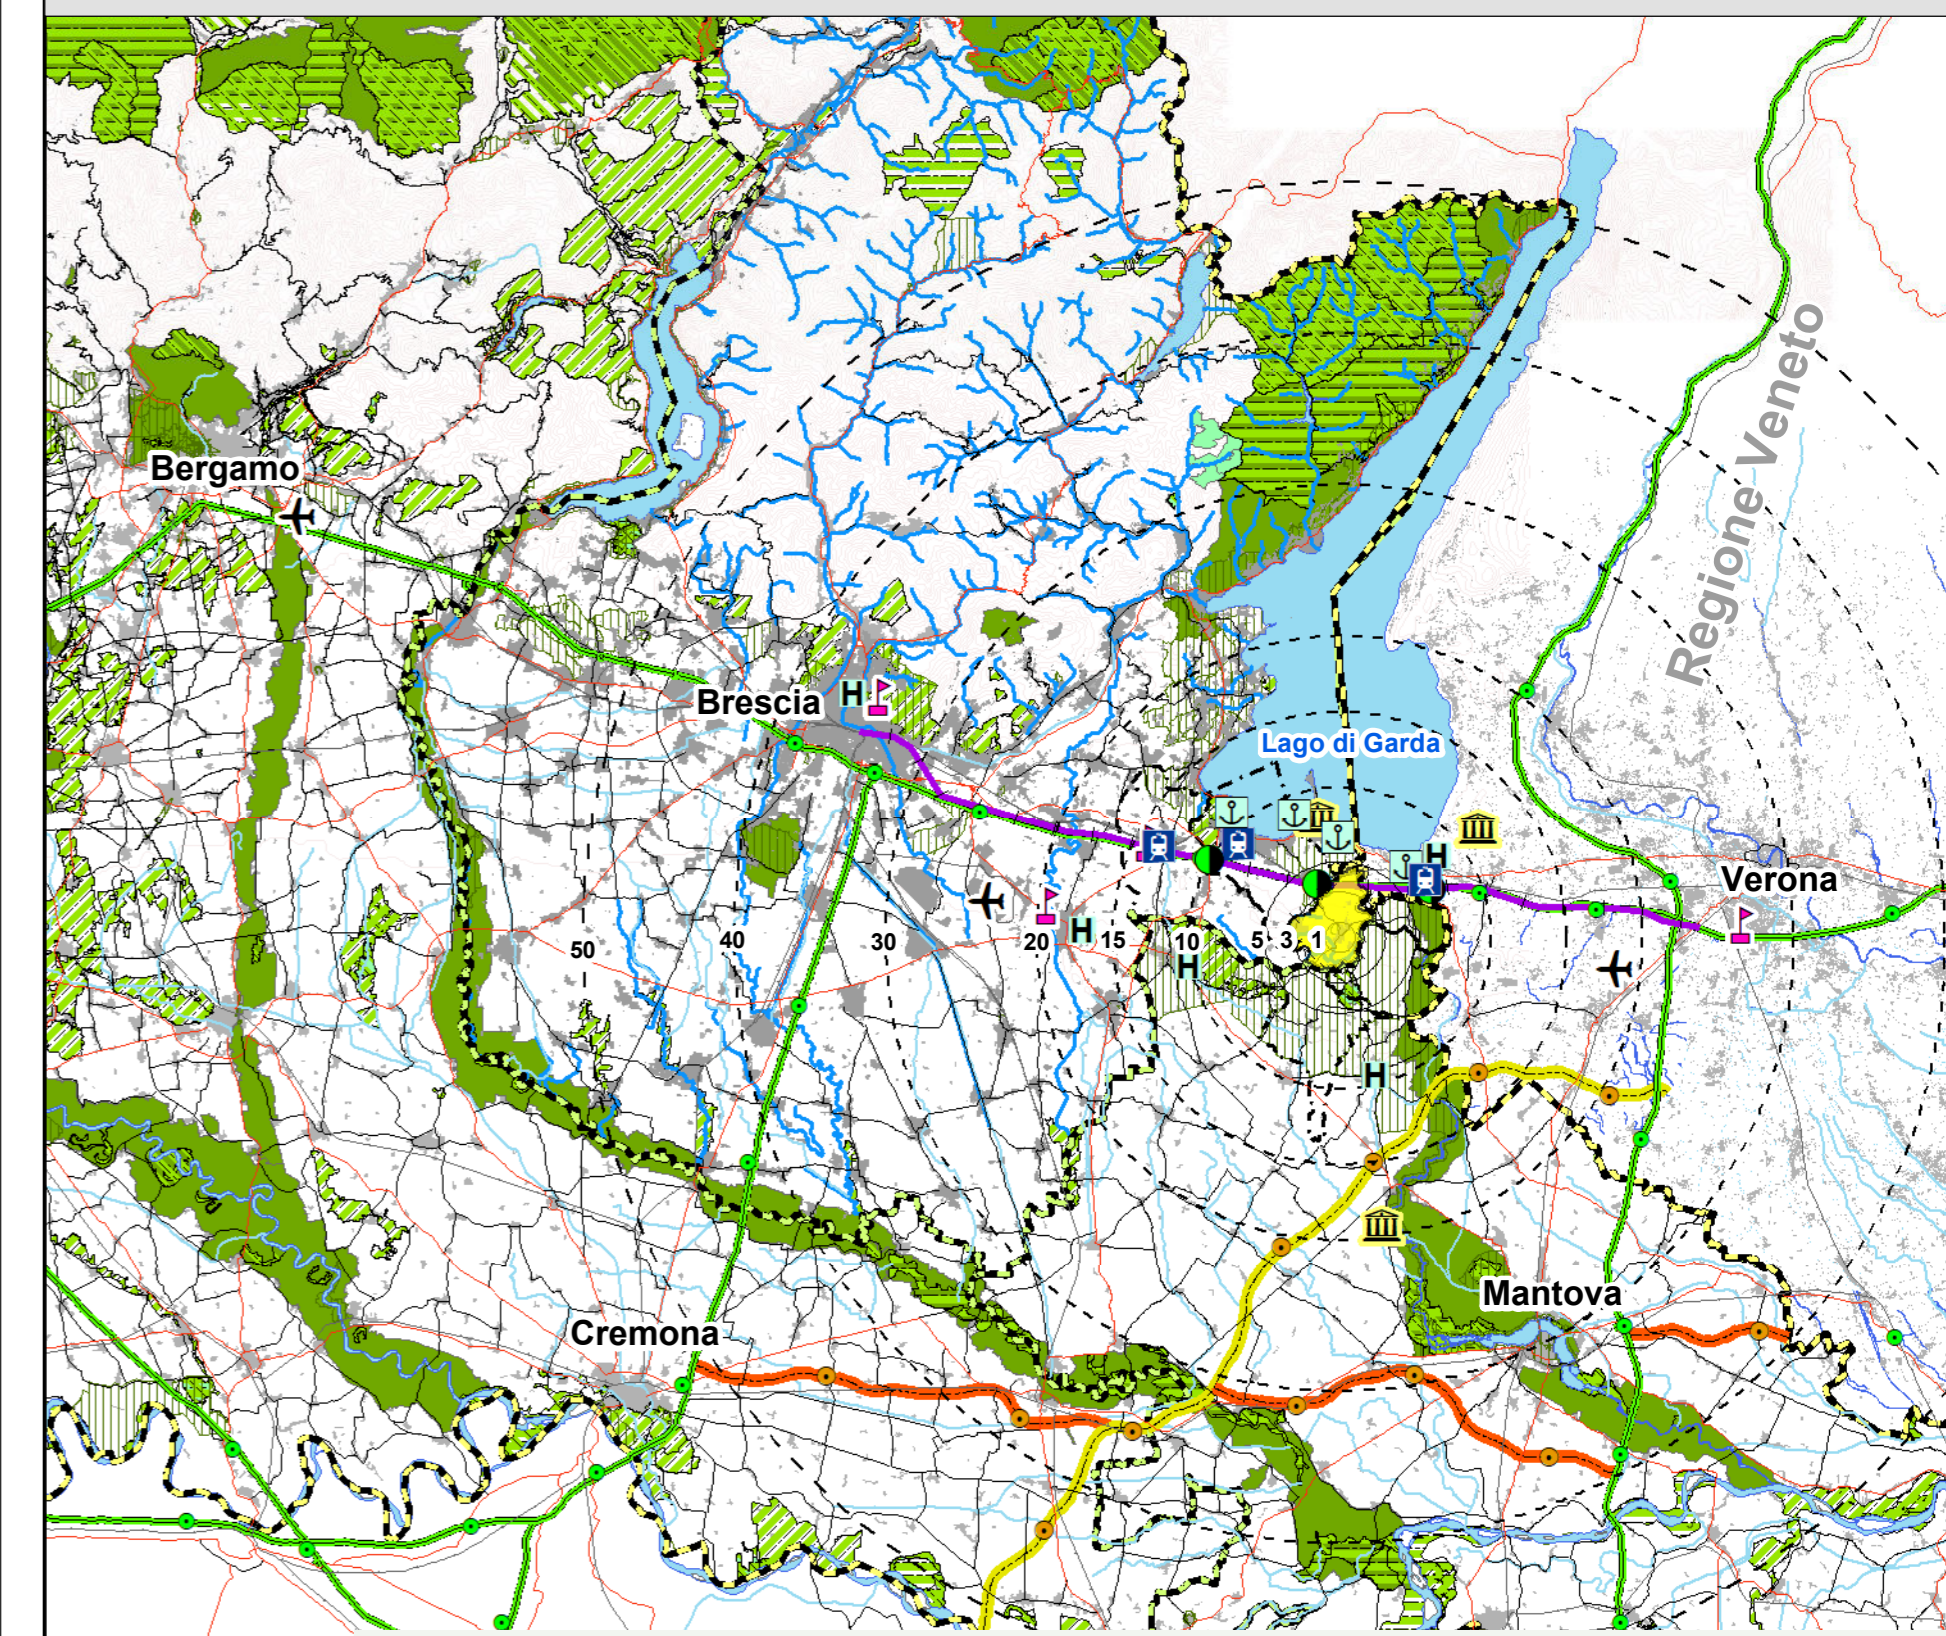 Regione Veneto
Bergamo
Brescia
H
Lago di Garda
H
Verona
50
40
30
20
H
15
10
5
3
1
H
H
Mantova
Cremona